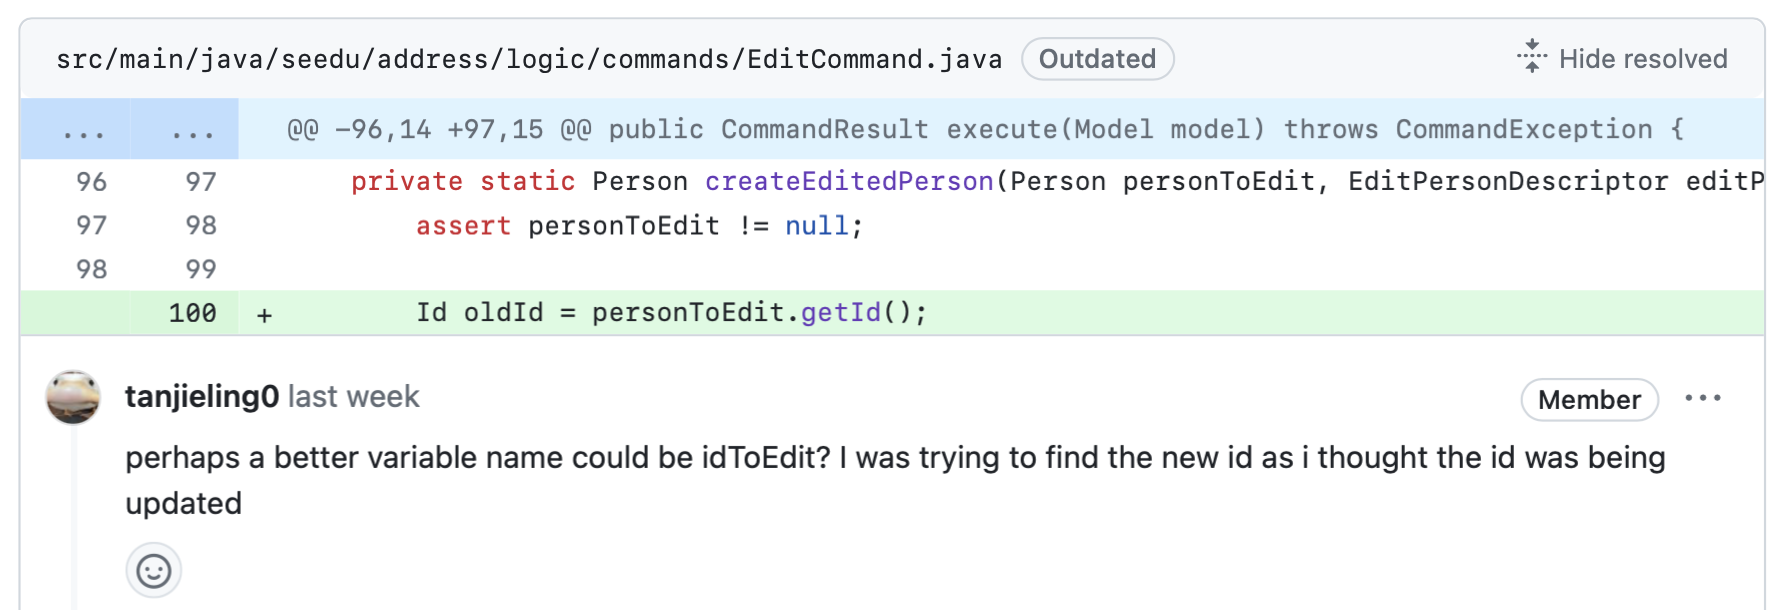 src/main/java/seedu/address/logic/commands/EditCommand.java Outdated Hide resolved
... ... @@ -96,14 +97,15 @@ public CommandResult execute(Model model) throws CommandException {
96 97 private static Person createEditedPerson(Person personToEdit, EditPersonDescriptor editP
97 98 assert personToEdit != null;
98 99
100 + Id oldId = personToEdit.getId();
tanjieling0 last week Member ...
perhaps a better variable name could be idToEdit? I was trying to find the new id as i thought the id was being
updated